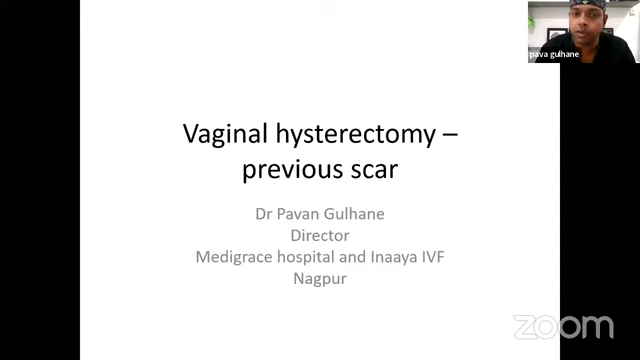 pava gulhane
Vaginal hysterectomy –
previous scar
Dr Pavan Gulhane
Director
Medigrace hospital and Inaaya IVF
Nagpur
zoom